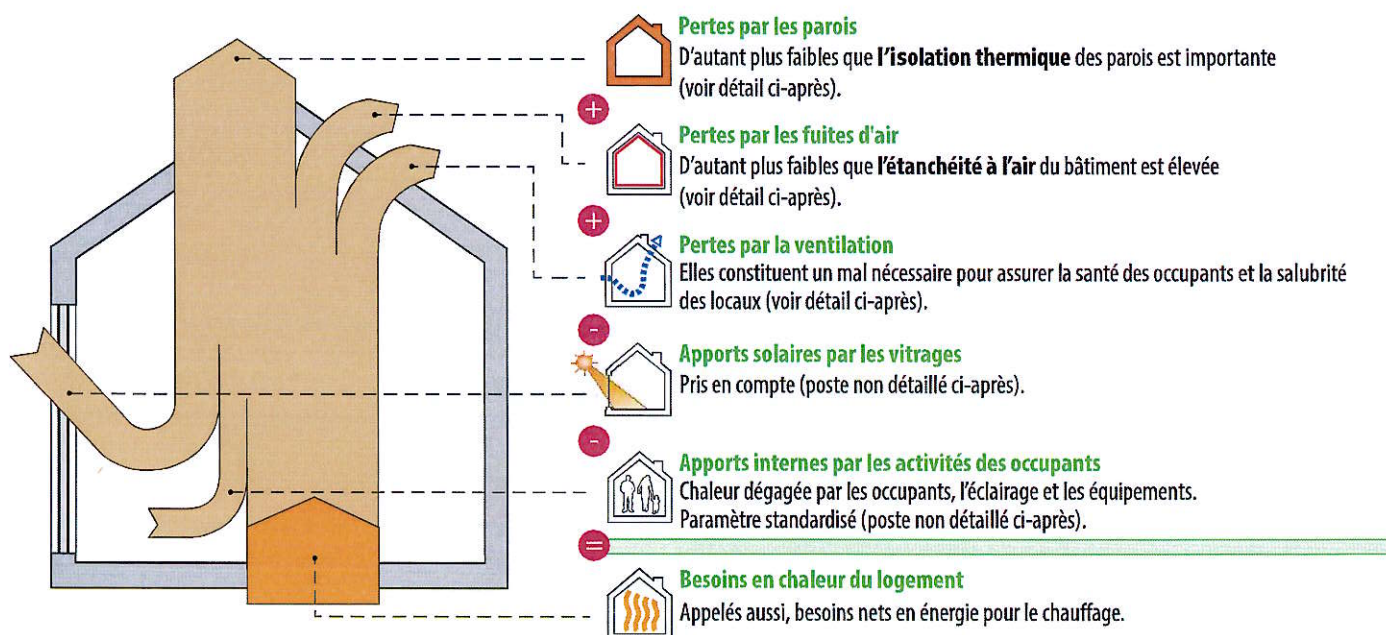 Pertes par les parois
D'autant plus faibles que l'isolation thermique des parois est importante
(voir détail ci-après).
+
Pertes par les fuites d'air
D'autant plus faibles que l'étanchéité à l'air du bâtiment est élevée
(voir détail ci-après).
+
Pertes par la ventilation
Elles constituent un mal nécessaire pour assurer la santé des occupants et la salubrité
des locaux (voir détail ci-après).
-
Apports solaires par les vitrages
Pris en compte (poste non détaillé ci-après).
-
Apports internes par les activités des occupants
Chaleur dégagée par les occupants, l'éclairage et les équipements.
Paramètre standardisé (poste non détaillé ci-après).
=
Besoins en chaleur du logement
Appelés aussi, besoins nets en énergie pour le chauffage.